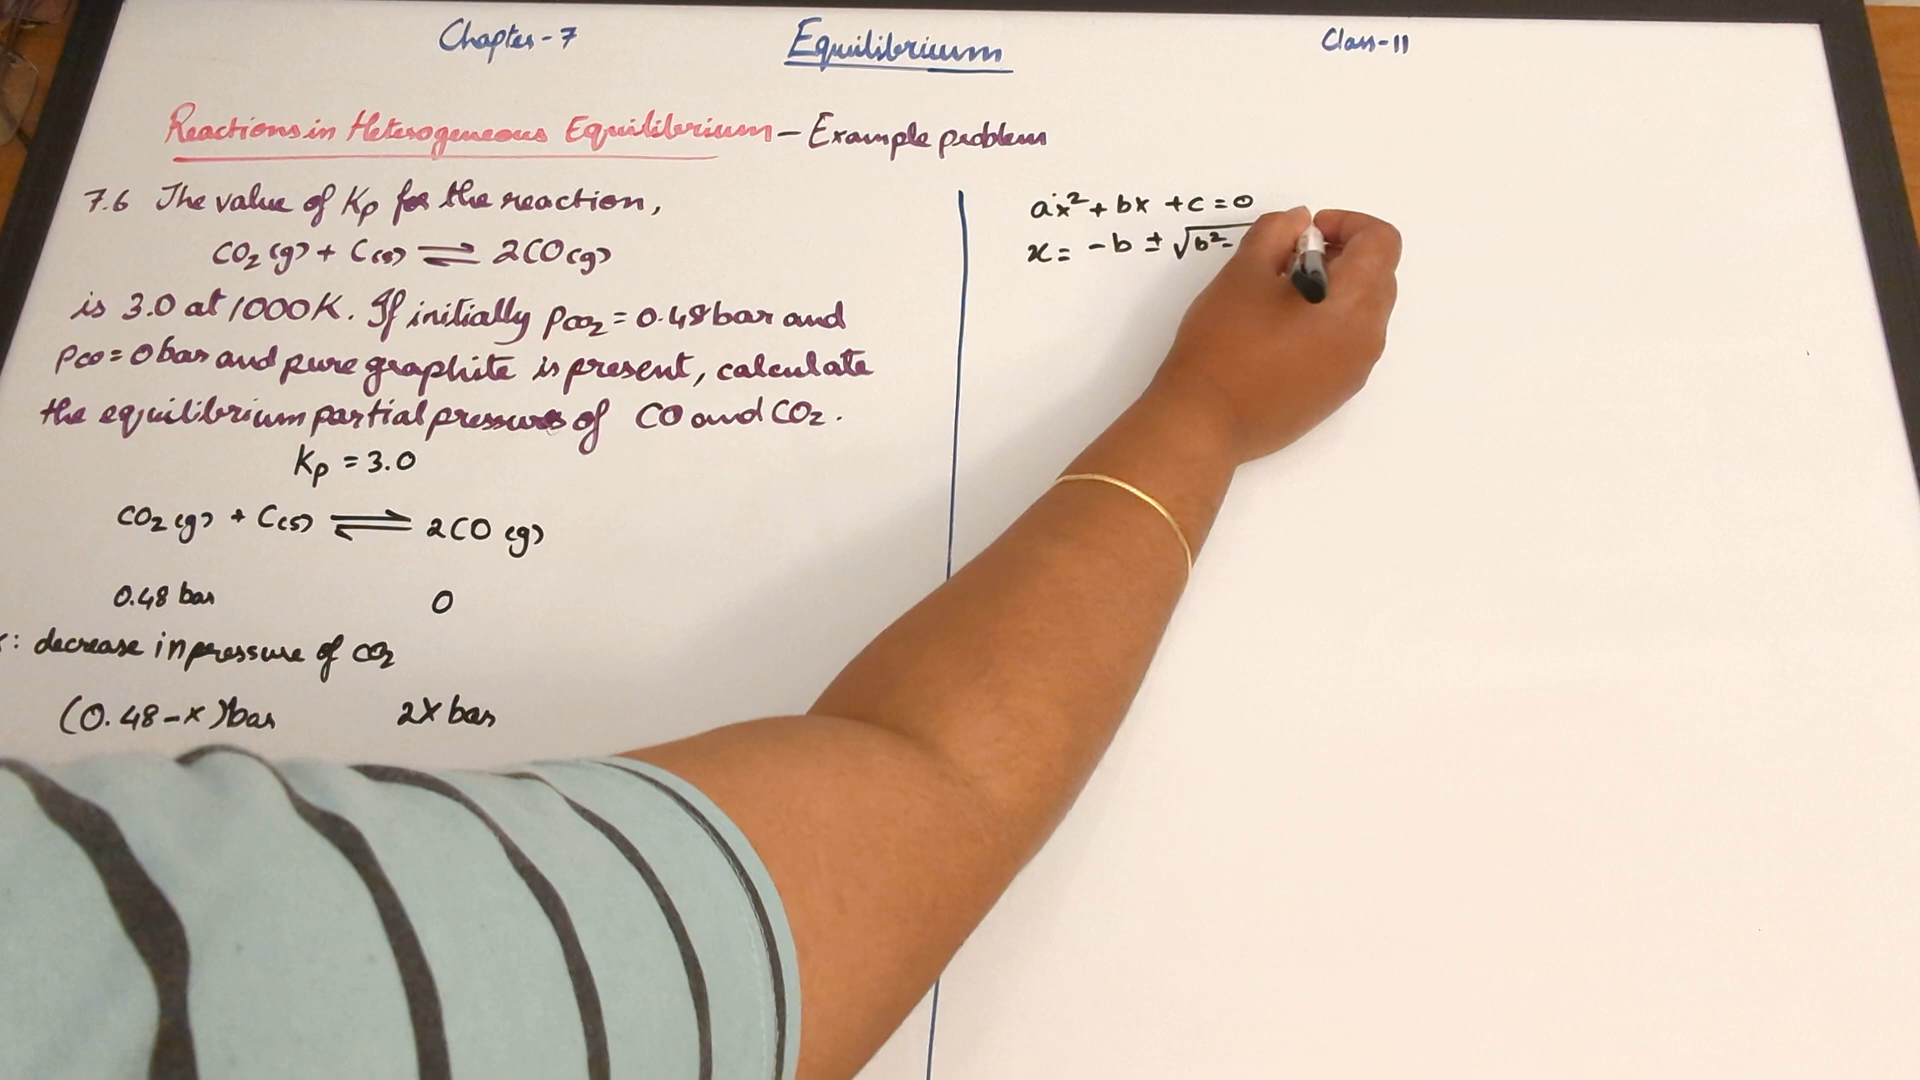 Chapter-7 Equilibrium Class-11
Reactions in Heterogeneous Equilibrium - Example problem
7.6 The value of Kp for the reaction,
CO₂(g) + C(s) ⇌ 2CO(g)
is 3.0 at 1000K. If initially pCO₂ = 0.48 bar and
pCO = 0 bar and pure graphite is present, calculate
the equilibrium partial pressures of CO and CO₂.
Kp = 3.0
CO₂(g) + C(s) ⇌ 2CO(g)
0.48 bar 0
: decrease in pressure of CO₂
(0.48-x) bar 2x bar
ax² + bx + c = 0
x = -b ± √b²-